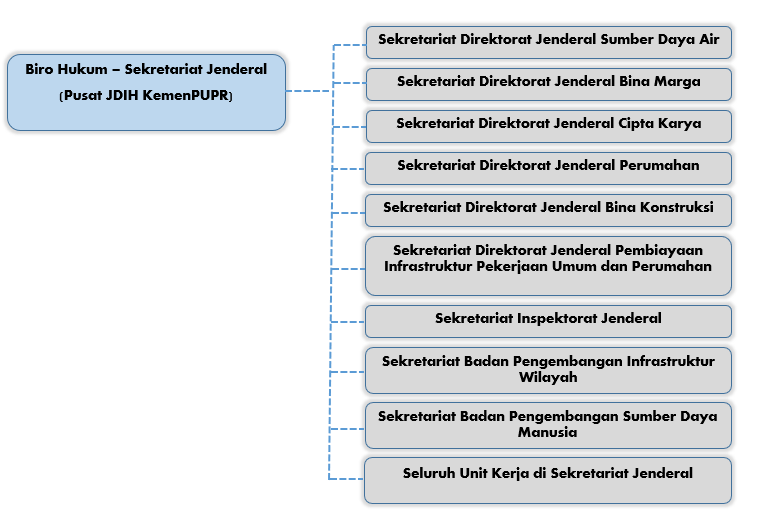 Biro Hukum – Sekretariat Jenderal
(Pusat JDIH KemenPUPR)
Sekretariat Direktorat Jenderal Sumber Daya Air
Sekretariat Direktorat Jenderal Bina Marga
Sekretariat Direktorat Jenderal Cipta Karya
Sekretariat Direktorat Jenderal Perumahan
Sekretariat Direktorat Jenderal Bina Konstruksi
Sekretariat Direktorat Jenderal Pembiayaan
Infrastruktur Pekerjaan Umum dan Perumahan
Sekretariat Inspektorat Jenderal
Sekretariat Badan Pengembangan Infrastruktur
Wilayah
Sekretariat Badan Pengembangan Sumber Daya
Manusia
Seluruh Unit Kerja di Sekretariat Jenderal